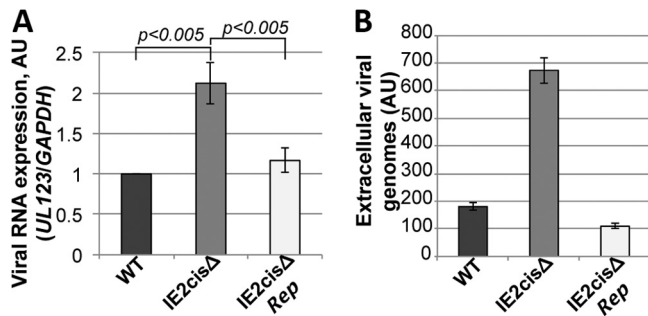 A
Viral RNA expression, AU
(UL123/GAPDH)
p<0.005
p<0.005
2.5
2
1.5
1
0.5
0
WT
IE2cisΔ
IE2cisΔ
Rep
B
Extracellular viral
genomes (AU)
800
700
600
500
400
300
200
100
0
WT
IE2cisΔ
IE2cisΔ
Rep